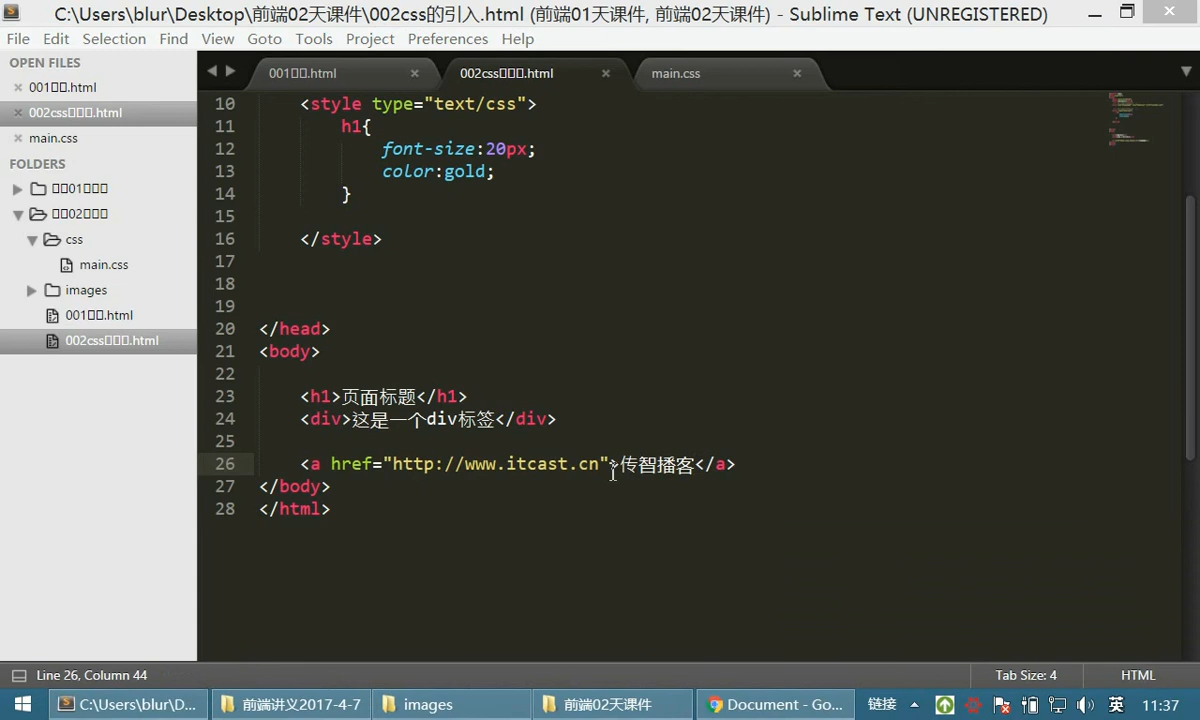 C:\Users\blur\Desktop\前端02天课件\002css的引入.html (前端01天课件, 前端02天课件) - Sublime Text (UNREGISTERED)
File Edit Selection Find View Goto Tools Project Preferences Help
OPEN FILES
001□□.html
002css□□□.html
main.css
FOLDERS
□□01□□□
□□02□□□
css
main.css
images
001□□.html
002css□□□.html
001□□.html
002css□□□.html
main.css
10 <style type="text/css">
11 h1{
12 font-size:20px;
13 color:gold;
14 }
15
16 </style>
17
18
19
20 </head>
21 <body>
22
23 <h1>页面标题</h1>
24 <div>这是一个div标签</div>
25
26 <a href="http://www.itcast.cn">传智播客</a>
27 </body>
28 </html>
Line 26, Column 44
Tab Size: 4
HTML
C:\Users\blur\D...
前端讲义2017-4-7
images
前端02天课件
Document - Go...
链接
英
11:37